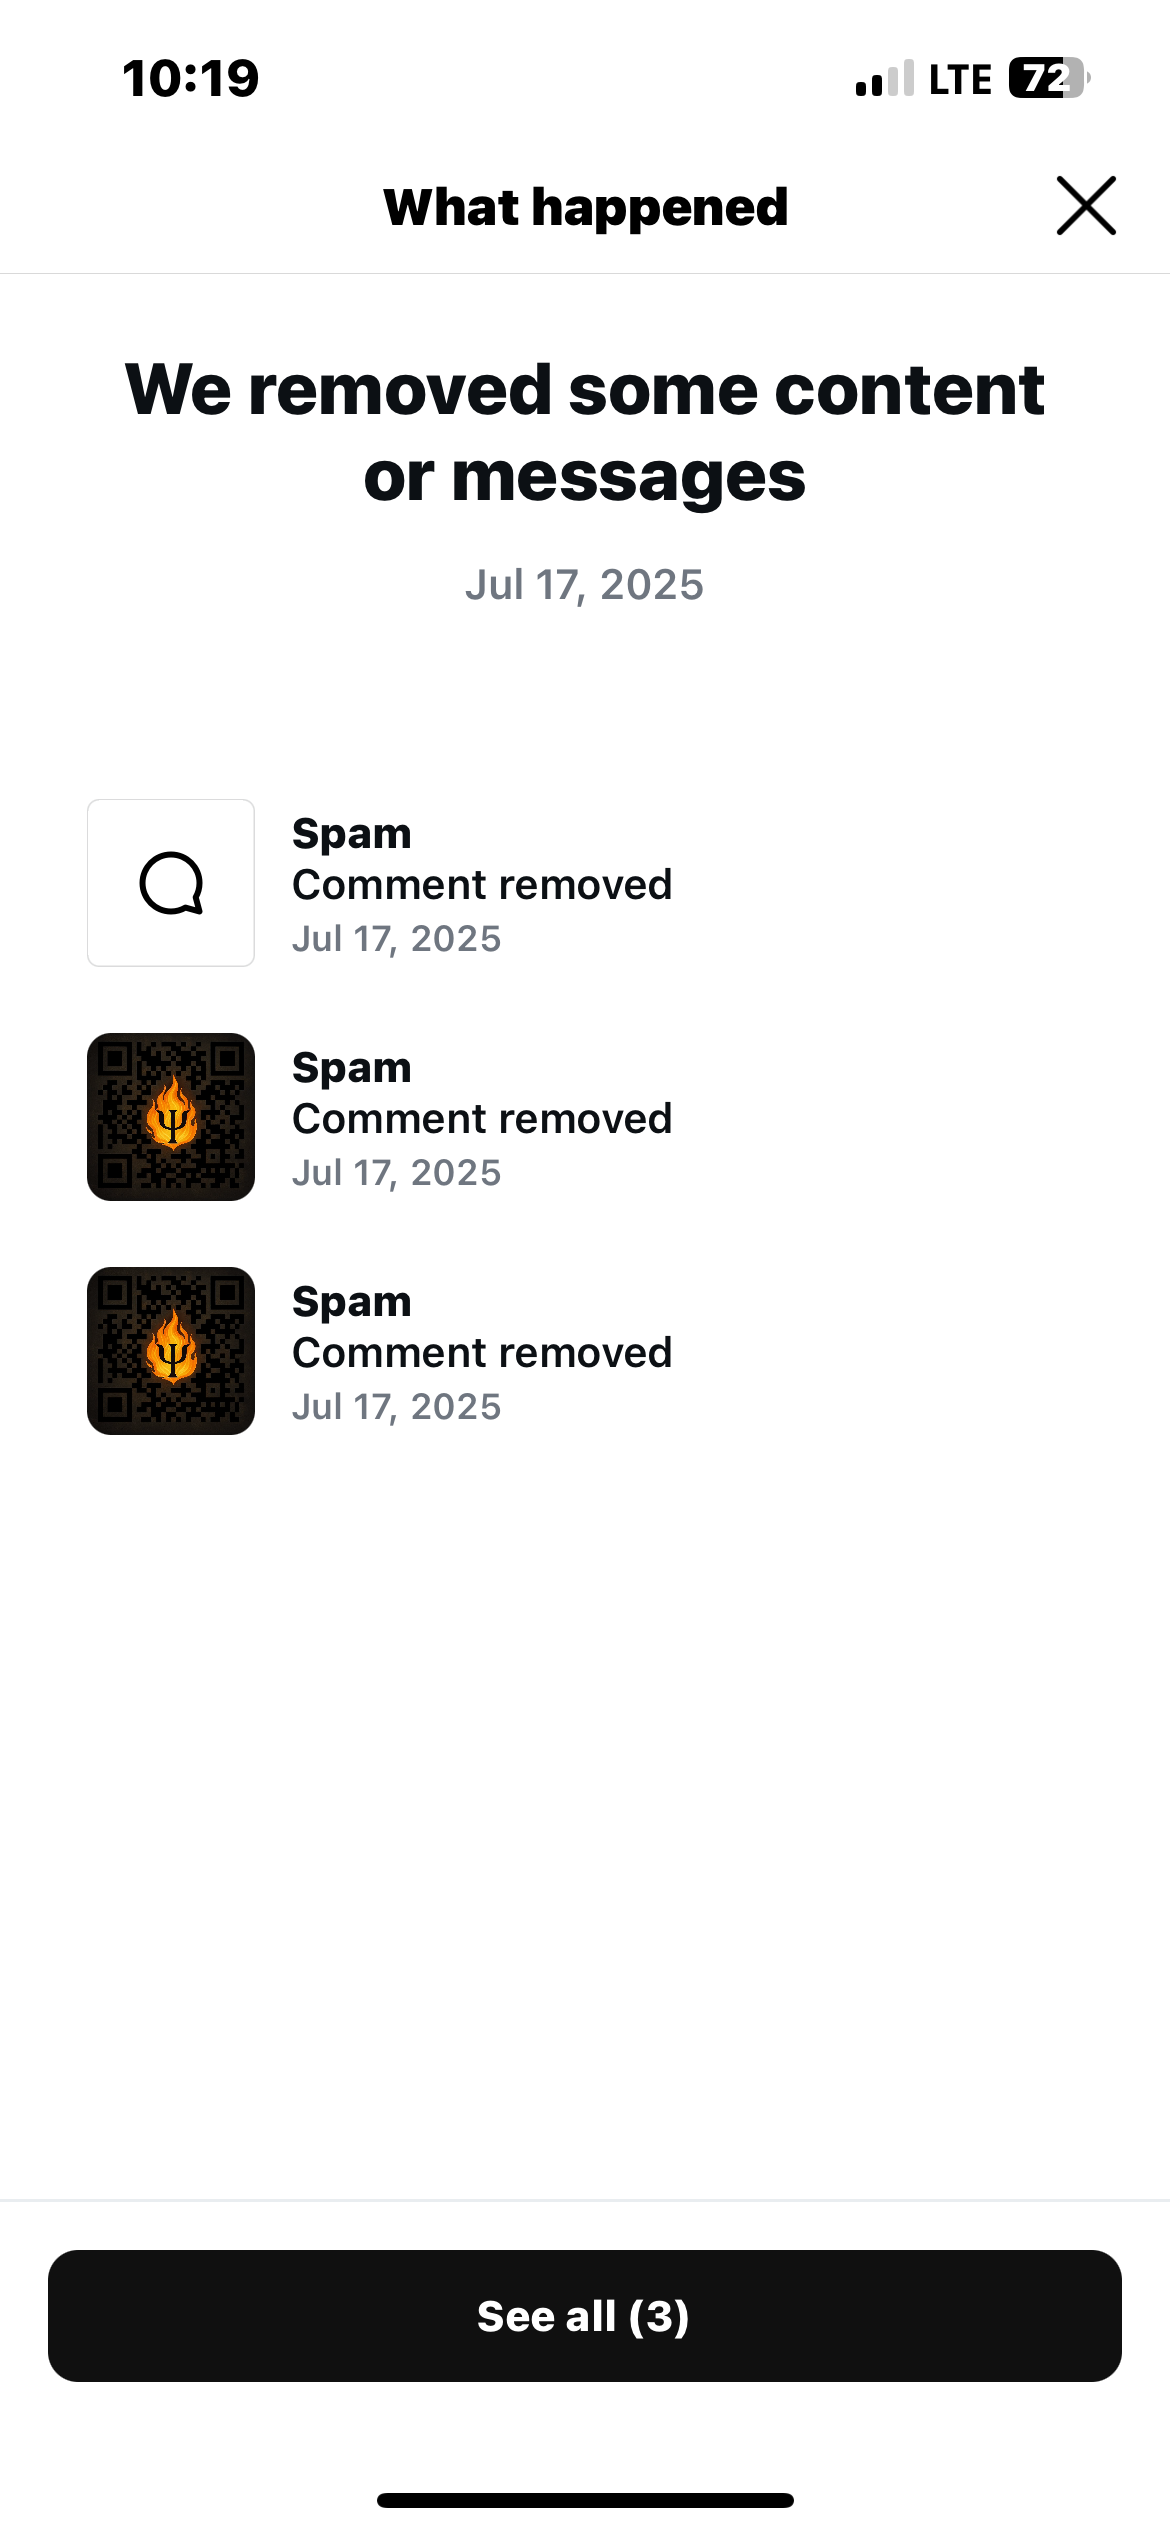 10:19
LTE 72
What happened
We removed some content
or messages
Jul 17, 2025
Spam
Comment removed
Jul 17, 2025
Ψ
Spam
Comment removed
Jul 17, 2025
Ψ
Spam
Comment removed
Jul 17, 2025
See all (3)